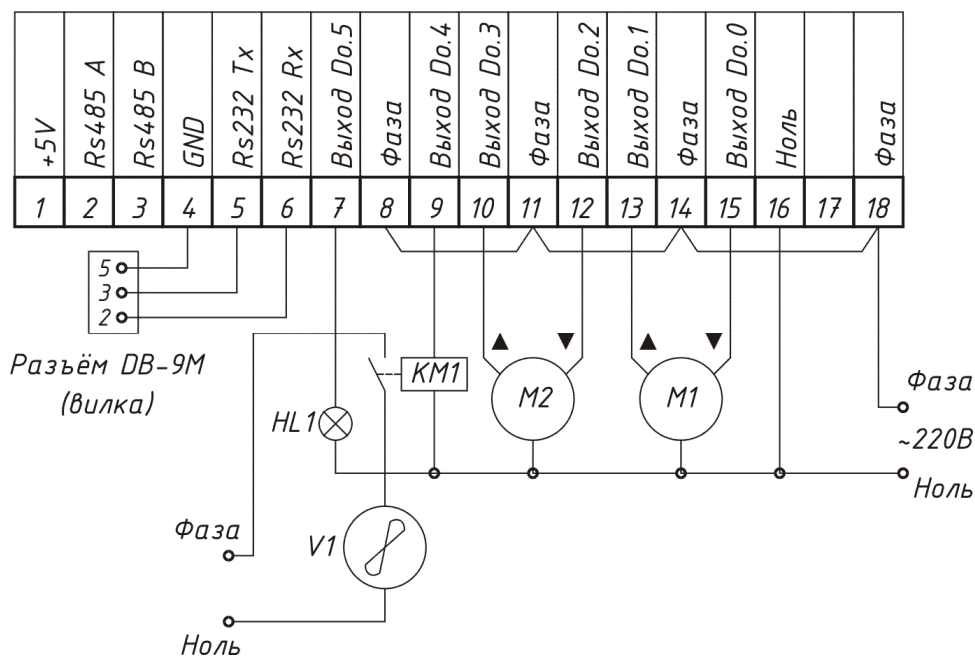 +5V
Rs485 A
Rs485 B
GND
Rs232 Tx
Rs232 Rx
Выход Do.5
Фаза
Выход Do.4
Выход Do.3
Фаза
Выход Do.2
Выход Do.1
Фаза
Выход Do.0
Ноль
Фаза
1 2 3 4 5 6 7 8 9 10 11 12 13 14 15 16 17 18
5
3
2
Разъём DB-9M
(вилка)
KM1
HL1
M2
M1
Фаза
~220В
Ноль
Фаза
V1
Ноль